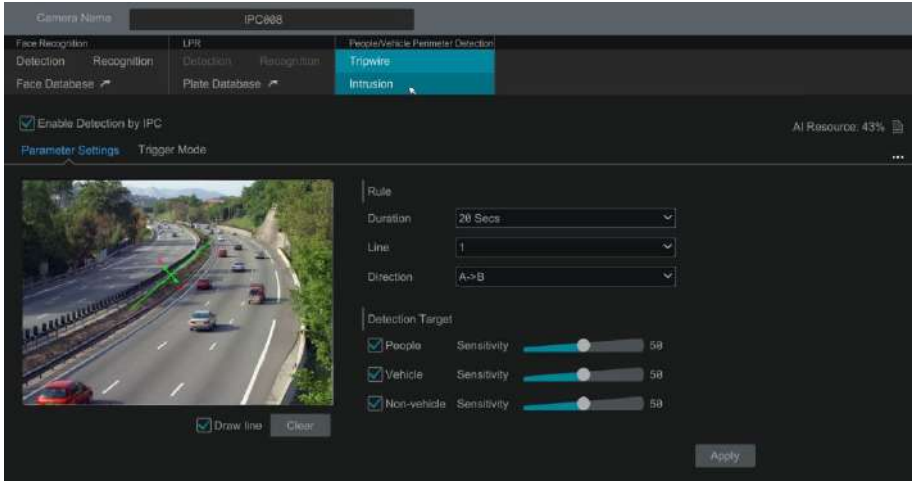 Camera Name IPC008
Face Recognition LPR People/Vehicle Perimeter Detection
Detection Recognition Detection Recognition Tripwire
Face Database Plate Database Intrusion
Enable Detection by IPC AI Resource: 43%
Parameter Settings Trigger Mode
Rule
Duration 20 Secs
Line 1
Direction A->B
Detection Target
People Sensitivity 50
Vehicle Sensitivity 50
Non-vehicle Sensitivity 50
Draw line Clear
Apply